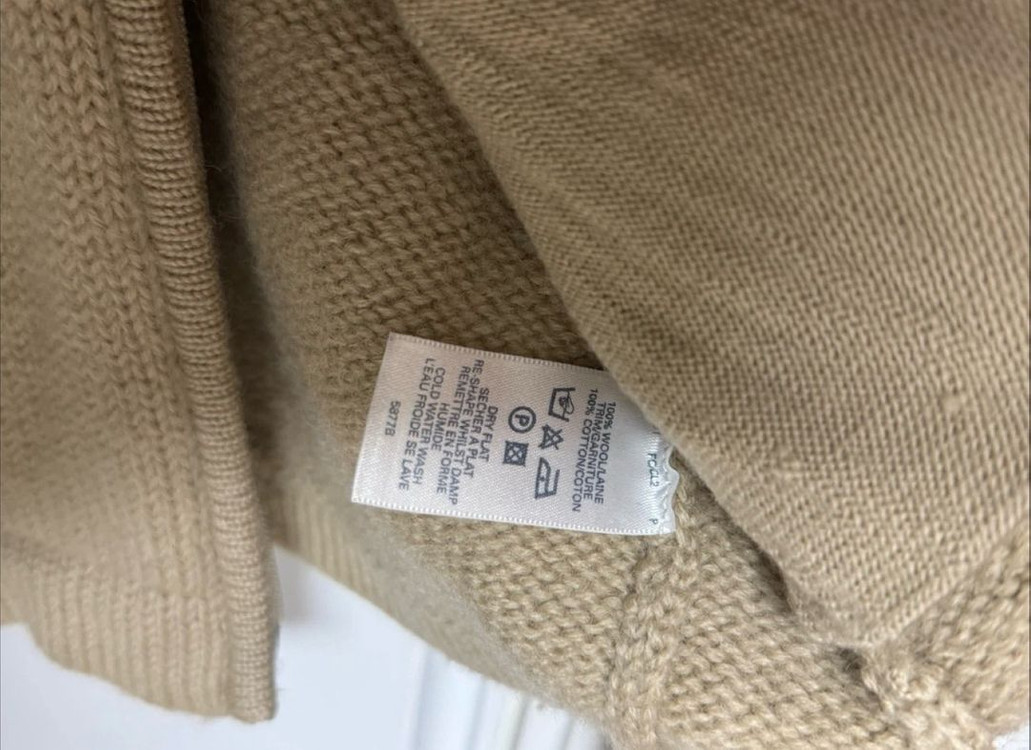 100% WOOL/LAINE
TRIM/GARNITURE
100% COTTON/COTON
P
DRY FLAT
SECHER A PLAT
RE-SHAPE WHILST DAMP
REMETTRE EN FORME
HUMIDE
COLD WATER WASH
L'EAU FROIDE SE LAVE
5877B